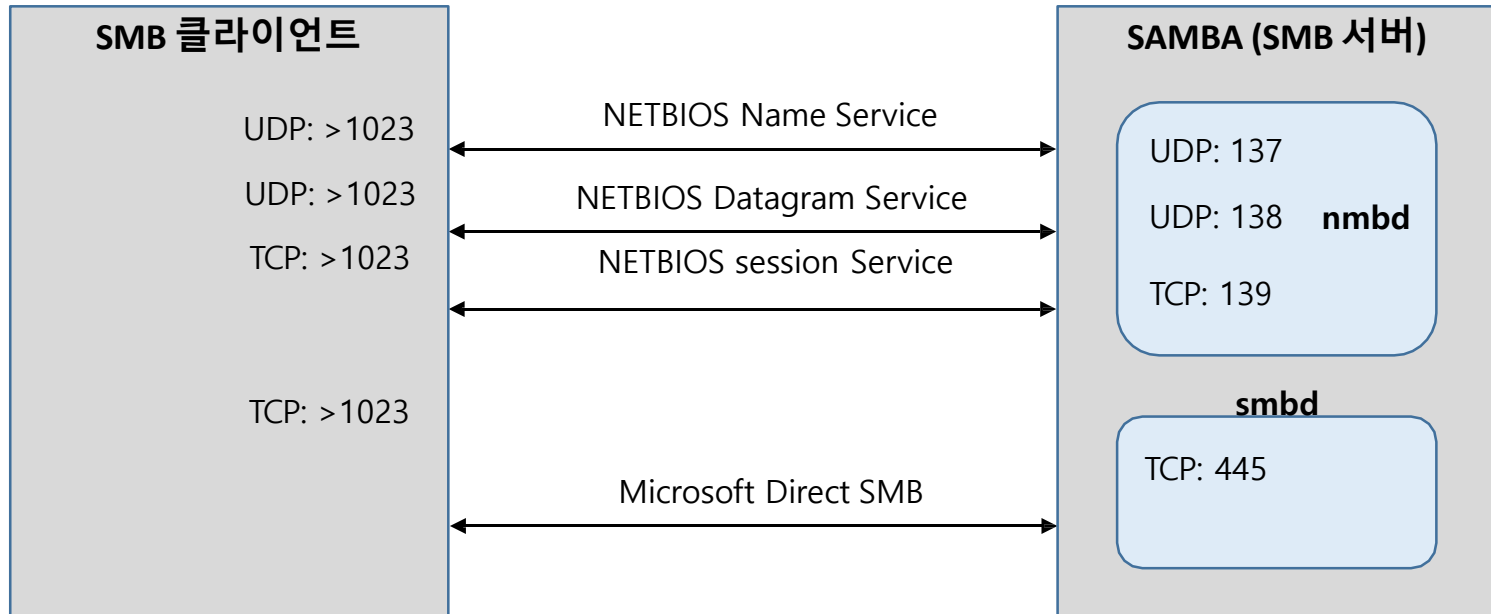 SMB 클라이언트
UDP: >1023
UDP: >1023
TCP: >1023
TCP: >1023
NETBIOS Name Service
NETBIOS Datagram Service
NETBIOS session Service
Microsoft Direct SMB
SAMBA (SMB 서버)
UDP: 137
UDP: 138 nmbd
TCP: 139
smbd
TCP: 445